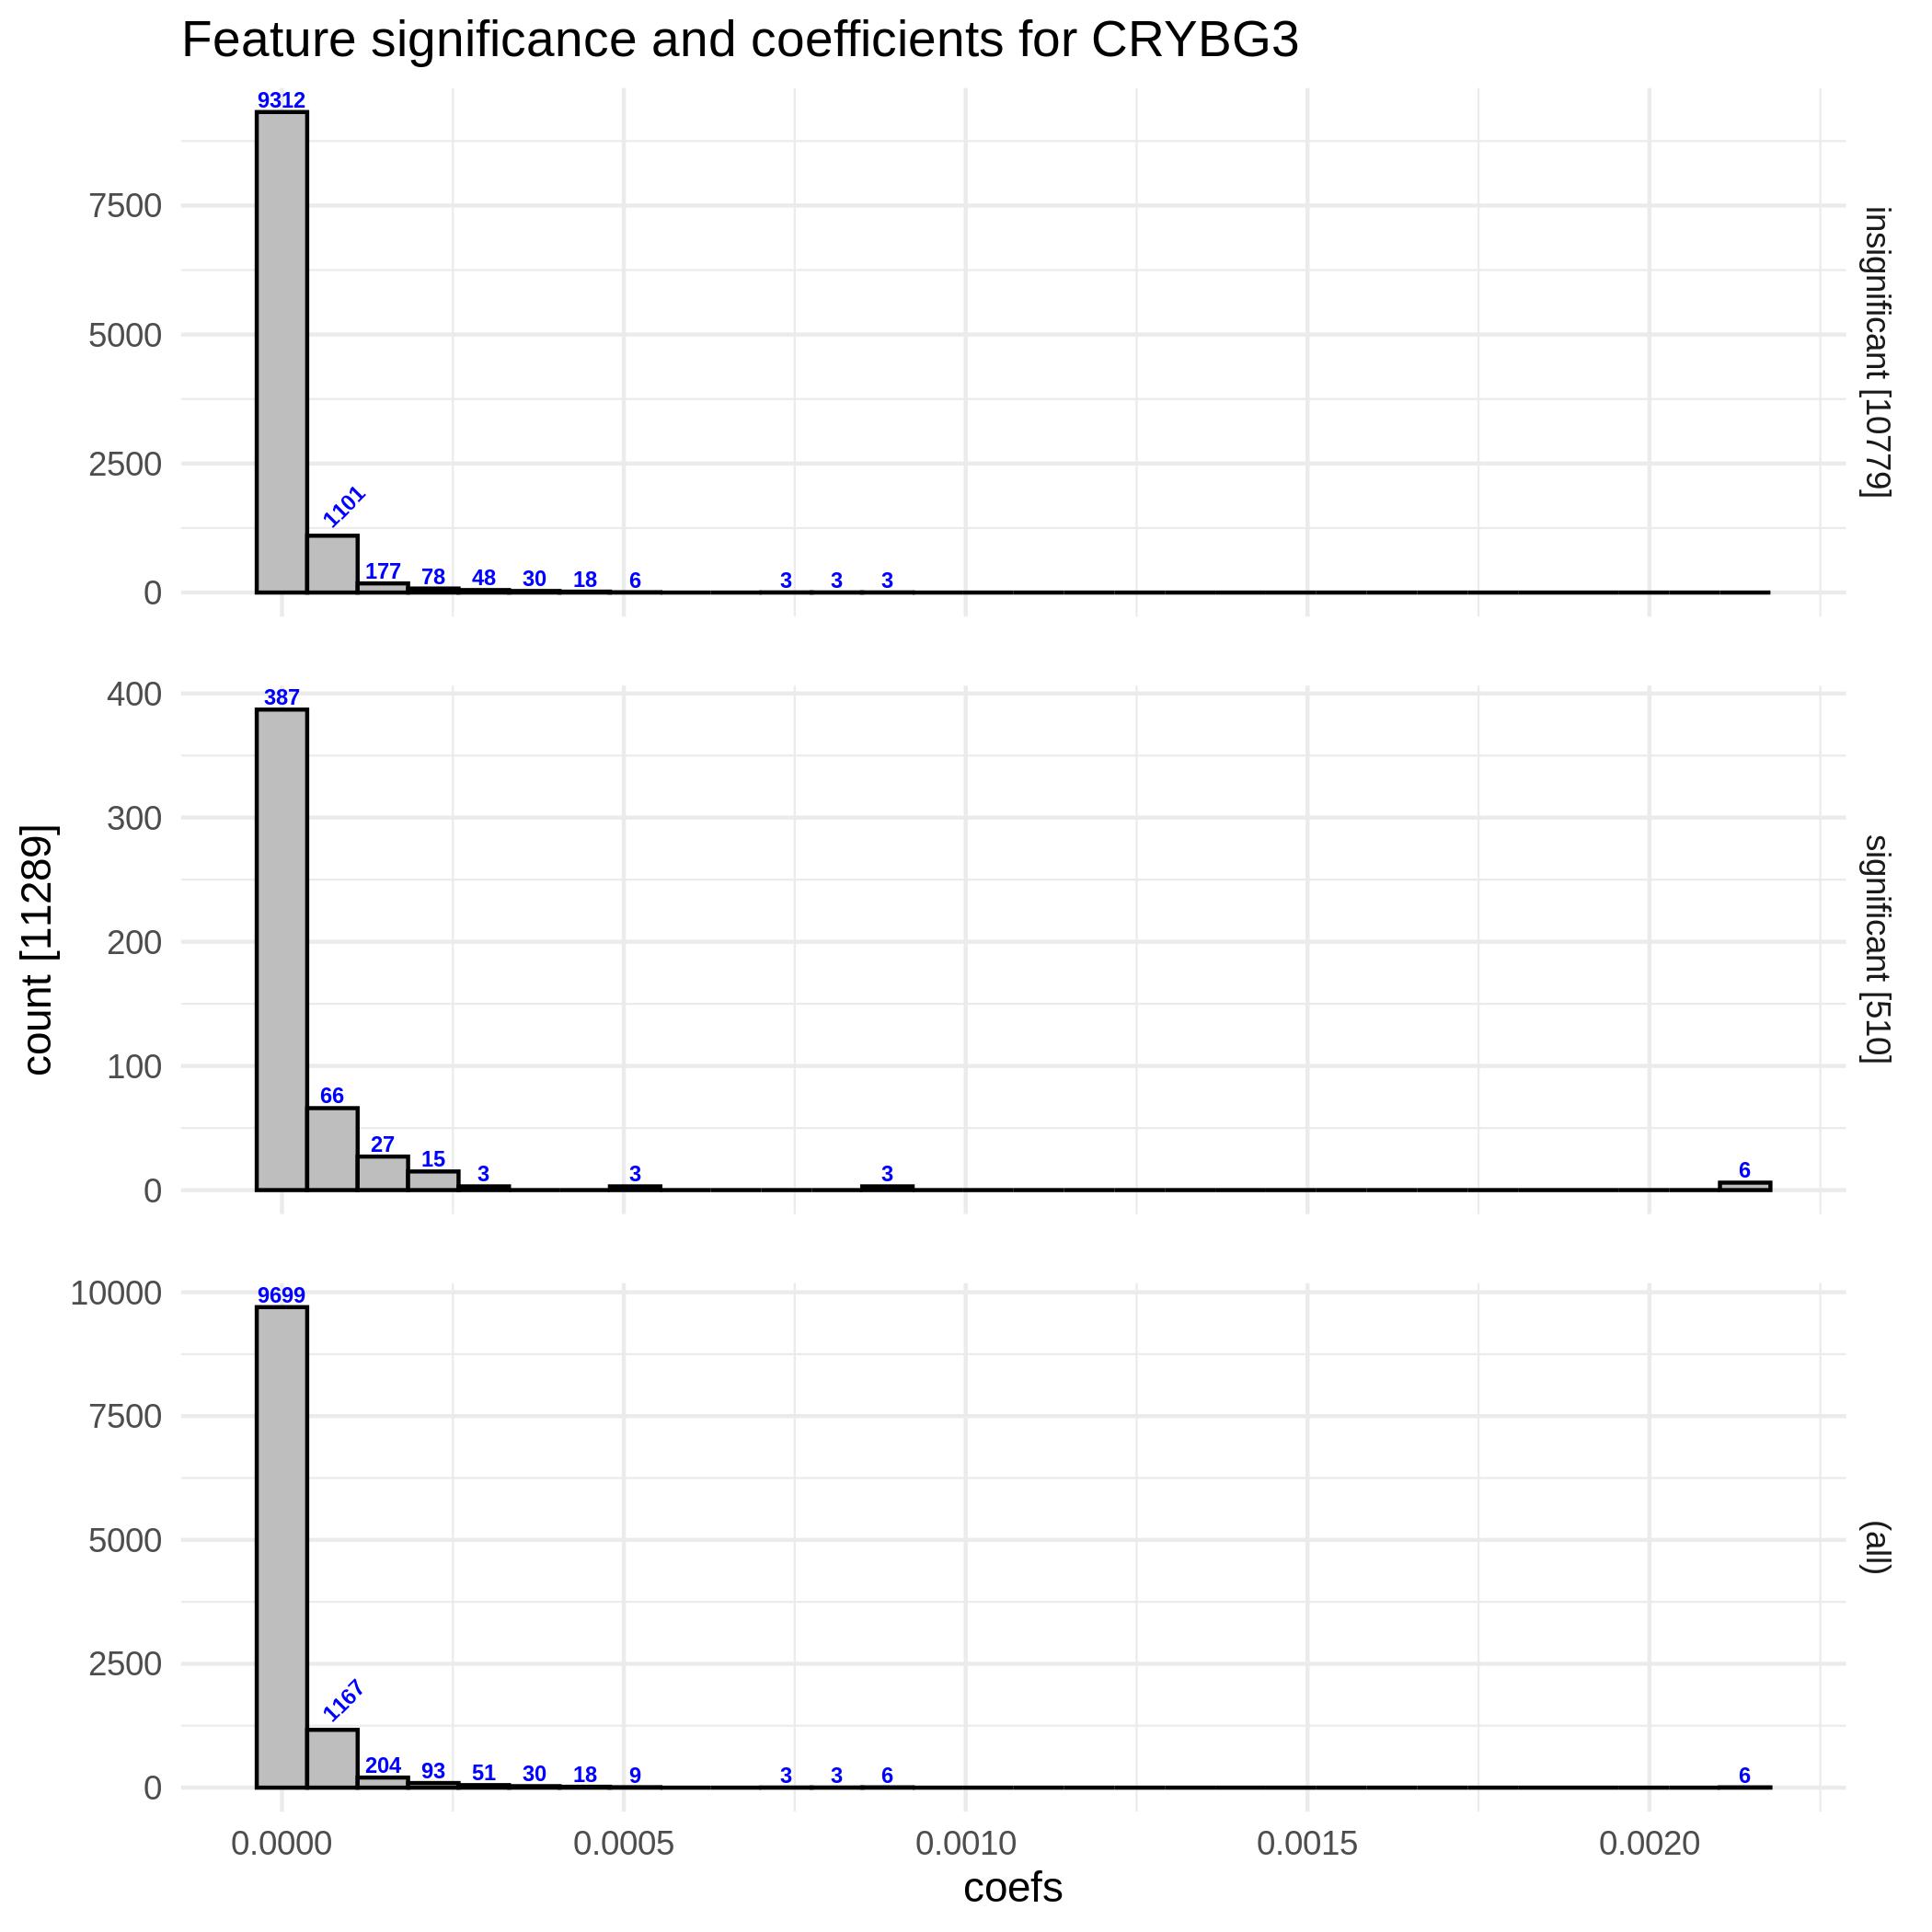 Feature significance and coefficients for CRYBG3
9312
7500
5000
2500
0
1101
177 78 48 30 18 6 3 3 3
insignificant [10779]
count [11289]
400
300
200
100
0
387
66
27
15
3 3 3 6
significant [510]
10000
7500
5000
2500
0
9699
1167
204 93 51 30 18 9 3 3 6 6
(all)
0.0000 0.0005 0.0010 0.0015 0.0020
coefs